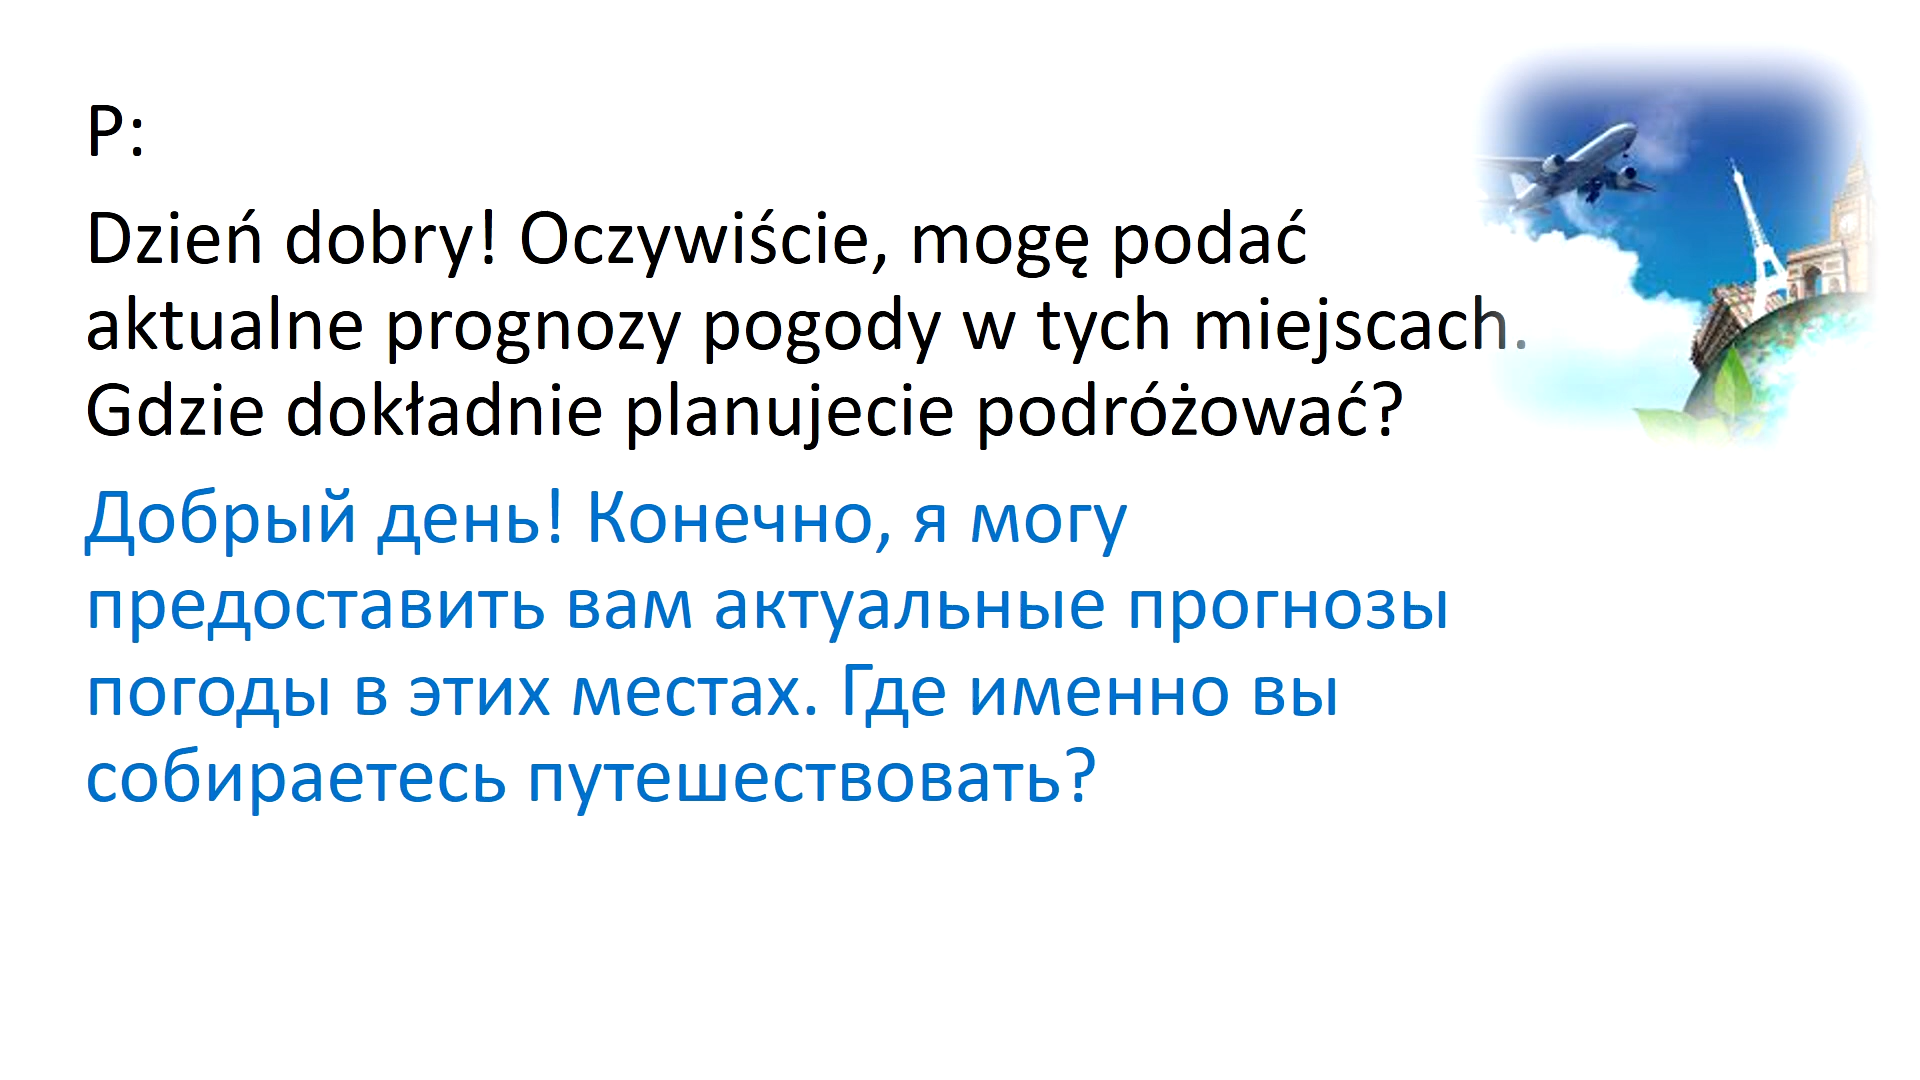 P:
Dzień dobry! Oczywiście, mogę podać
aktualne prognozy pogody w tych miejscach.
Gdzie dokładnie planujecie podróżować?
Добрый день! Конечно, я могу
предоставить вам актуальные прогнозы
погоды в этих местах. Где именно вы
собираетесь путешествовать?